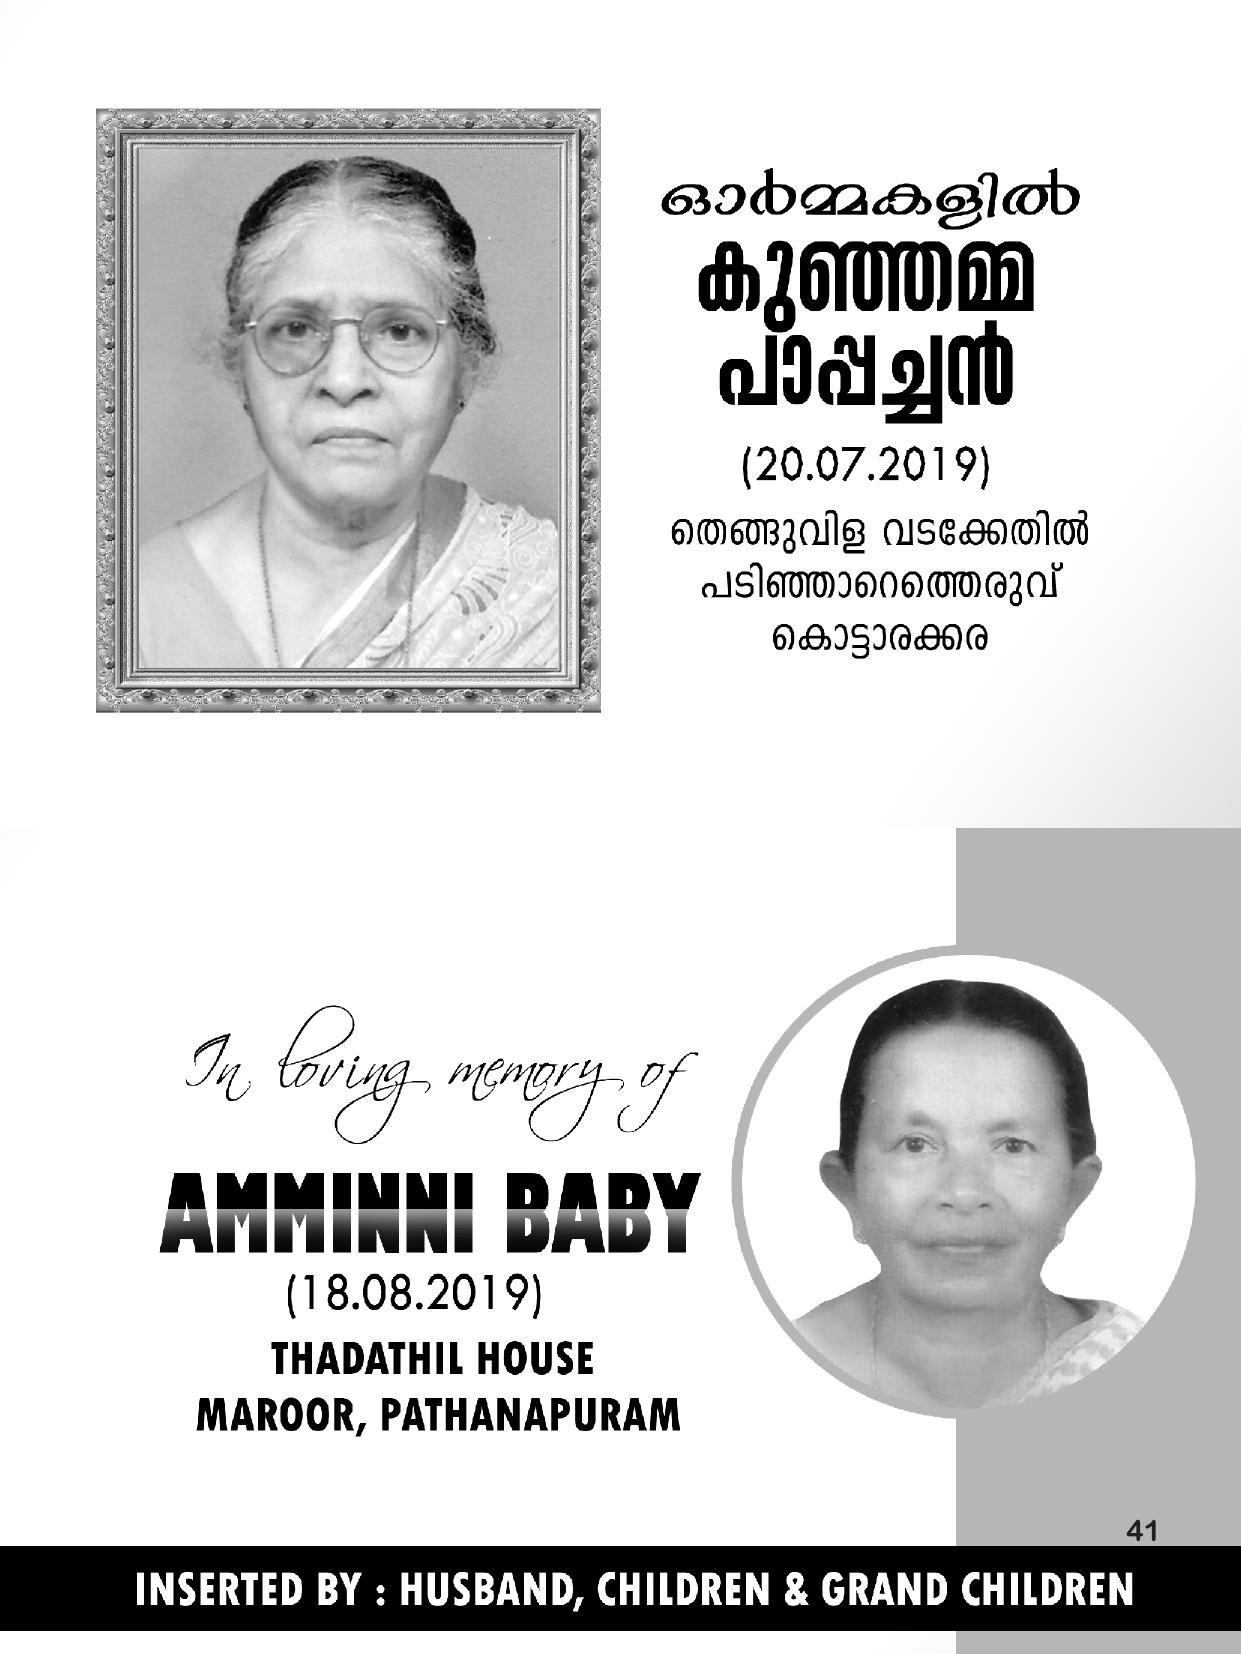 ഓർമ്മകളിൽ
കുഞ്ഞമ്മ
പാപ്പച്ചൻ
(20.07.2019)
തെങ്ങുവിള വടക്കേതിൽ
പടിഞ്ഞാറെത്തെരുവ്
കൊട്ടാരക്കര
In loving memory of
AMMINNI BABY
(18.08.2019)
THADATHIL HOUSE
MAROOR, PATHANAPURAM
41
INSERTED BY : HUSBAND, CHILDREN & GRAND CHILDREN